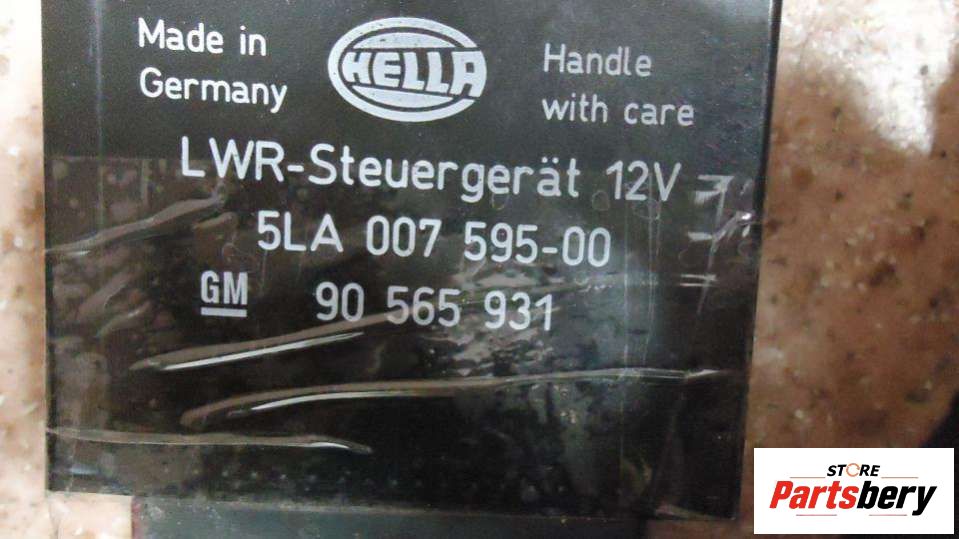 Made in
Germany
HELLA
Handle
with care
LWR-Steuergerät 12V
5LA 007 595-00
GM 90 565 931
STORE
Partsbery